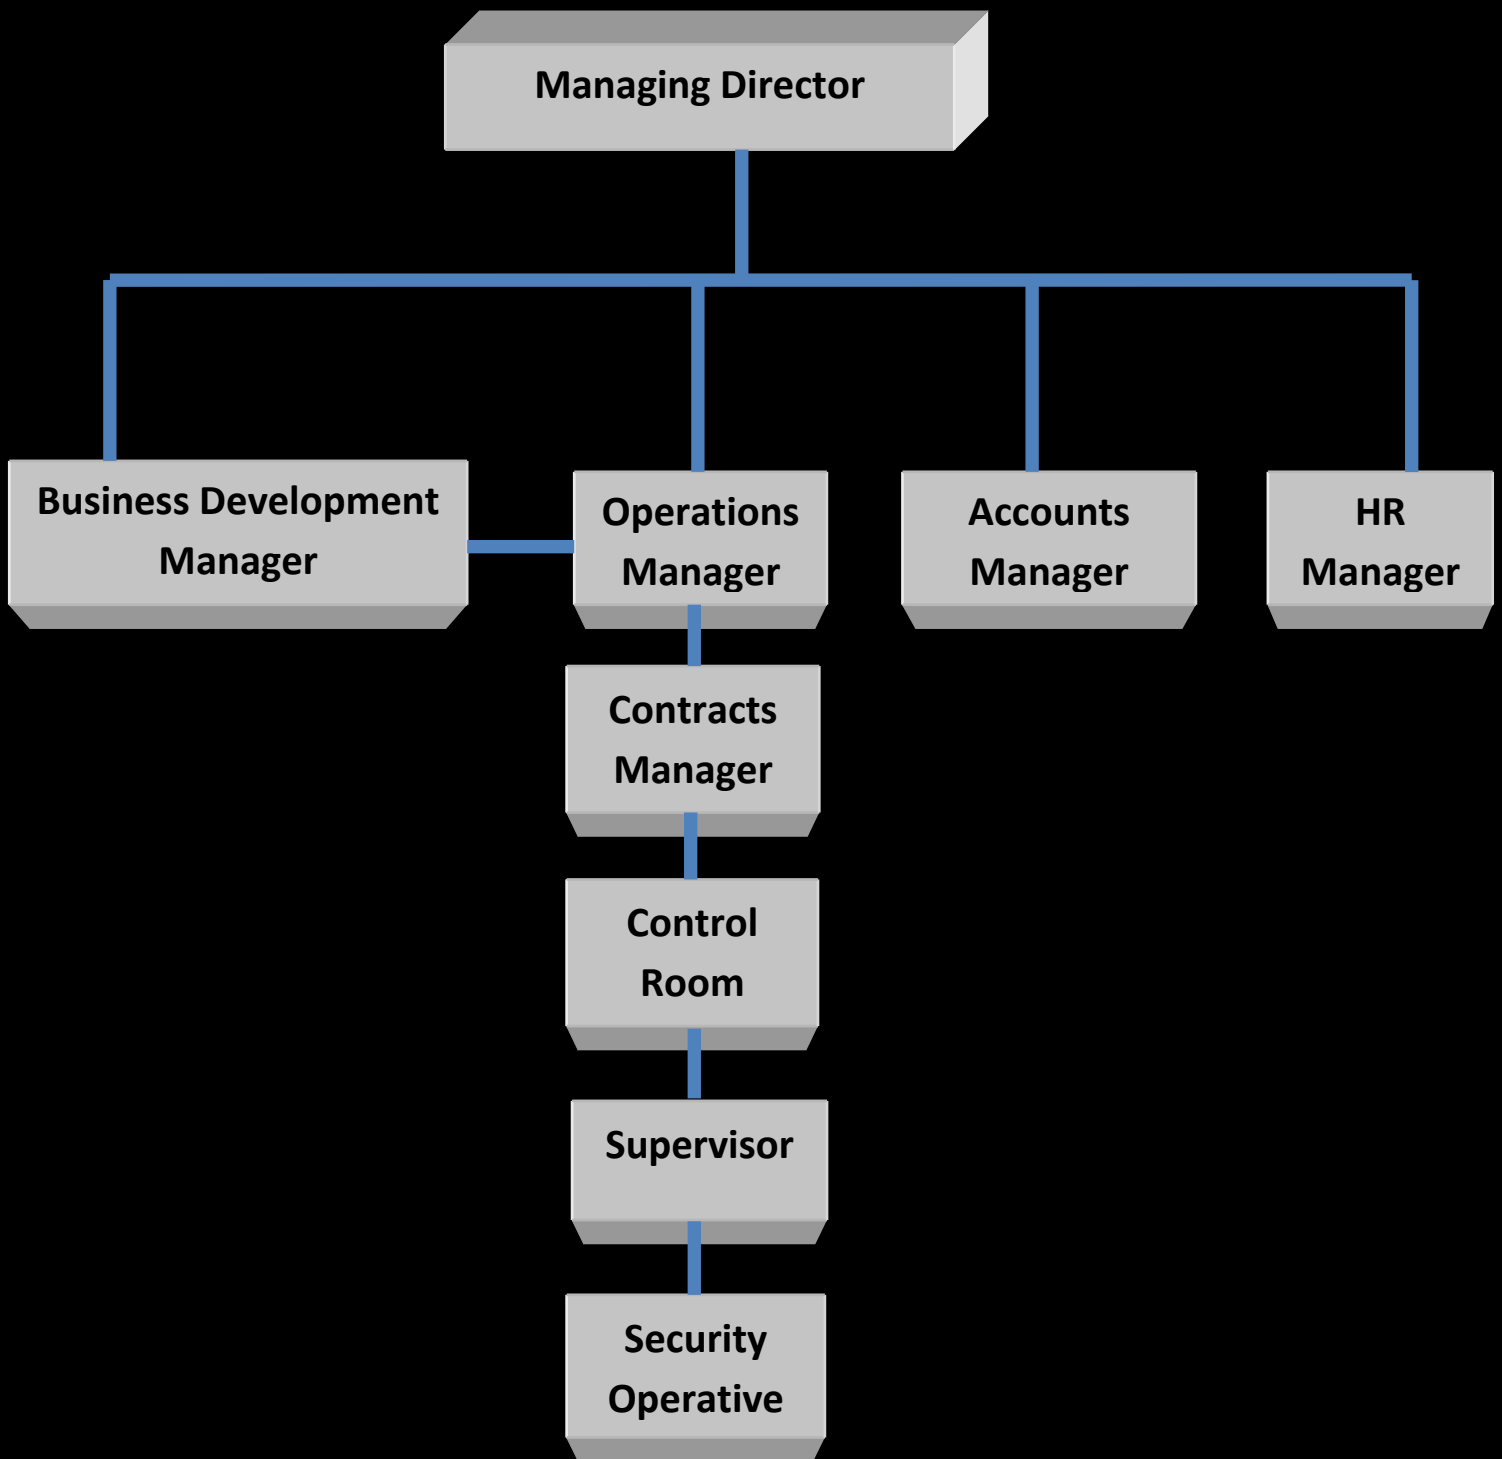 Managing Director
Business Development
Manager
Operations
Manager
Accounts
Manager
HR
Manager
Contracts
Manager
Control
Room
Supervisor
Security
Operative